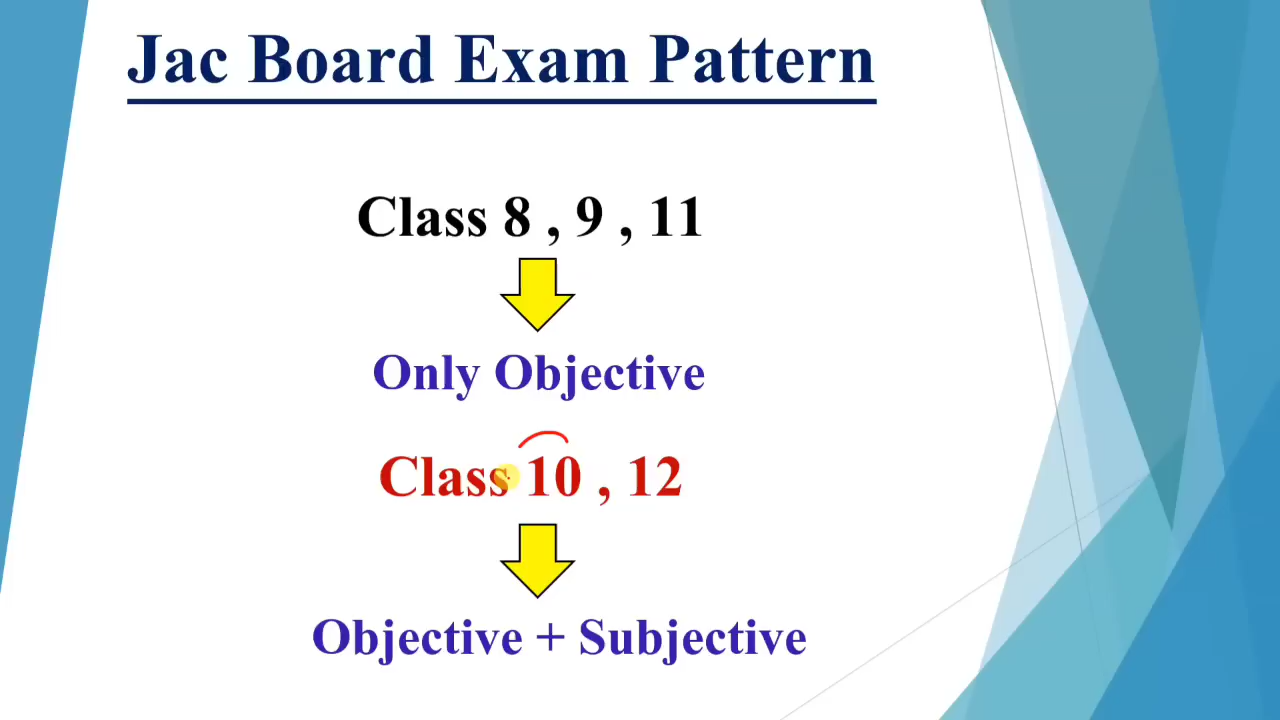 Jac Board Exam Pattern
Class 8 , 9 , 11
Only Objective
Class 10 , 12
Objective + Subjective